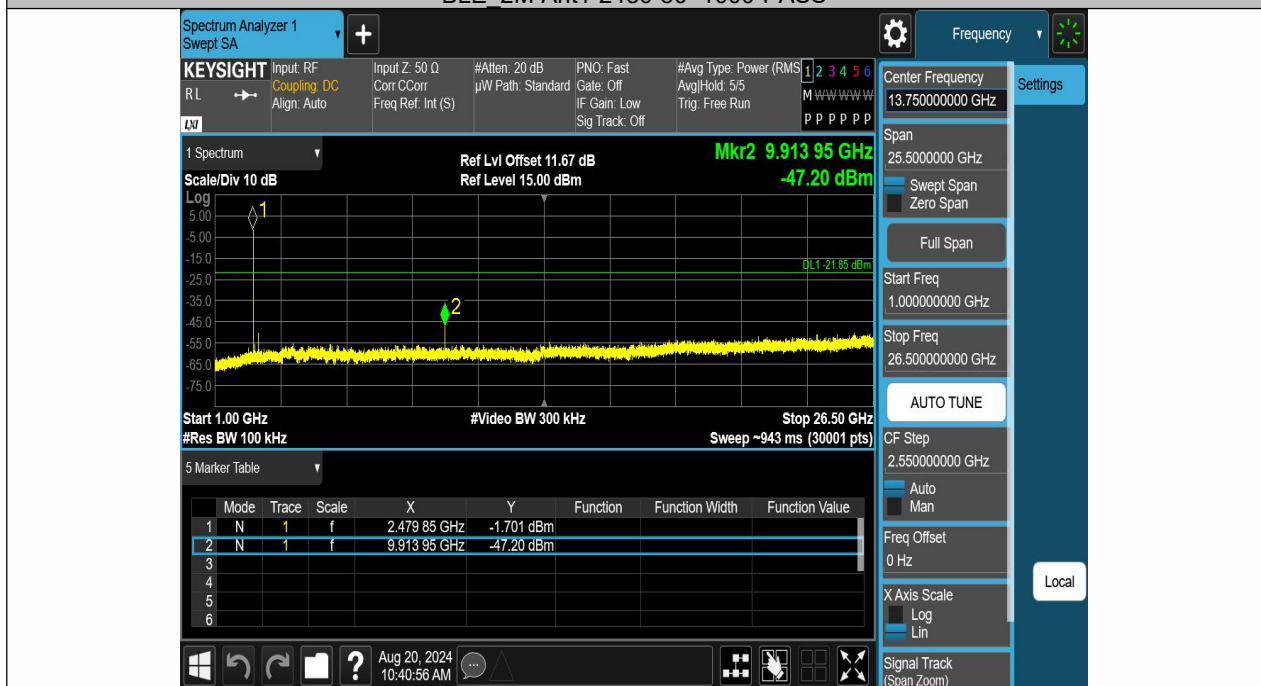 Spectrum Analyzer 1
Swept SA
+
Frequency
KEYSIGHT
RL
LXI
Input: RF
Coupling: DC
Align: Auto
Input Z: 50 Ω
Corr CCorr
Freq Ref: Int (S)
#Atten: 20 dB
µW Path: Standard
PNO: Fast
Gate: Off
IF Gain: Low
Sig Track: Off
#Avg Type: Power (RMS
Avg|Hold: 5/5
Trig: Free Run
1 2 3 4 5 6
M W W W W W
P P P P P P
Center Frequency
13.750000000 GHz
Settings
Span
25.5000000 GHz
Swept Span
Zero Span
Full Span
Start Freq
1.000000000 GHz
Stop Freq
26.500000000 GHz
AUTO TUNE
CF Step
2.550000000 GHz
Auto
Man
Freq Offset
0 Hz
X Axis Scale
Log
Lin
Signal Track
(Span Zoom)
Local
1 Spectrum
Scale/Div 10 dB
Ref Lvl Offset 11.67 dB
Ref Level 15.00 dBm
Mkr2 9.913 95 GHz
-47.20 dBm
Log
5.00
-5.00
-15.0
-25.0
-35.0
-45.0
-55.0
-65.0
-75.0
1
2
DL1 -21.85 dBm
Start 1.00 GHz
#Res BW 100 kHz
#Video BW 300 kHz
Stop 26.50 GHz
Sweep ~943 ms (30001 pts)
5 Marker Table
Mode Trace Scale X Y Function Function Width Function Value
1 N 1 f 2.479 85 GHz -1.701 dBm
2 N 1 f 9.913 95 GHz -47.20 dBm
3
4
5
6
?
Aug 20, 2024
10:40:56 AM